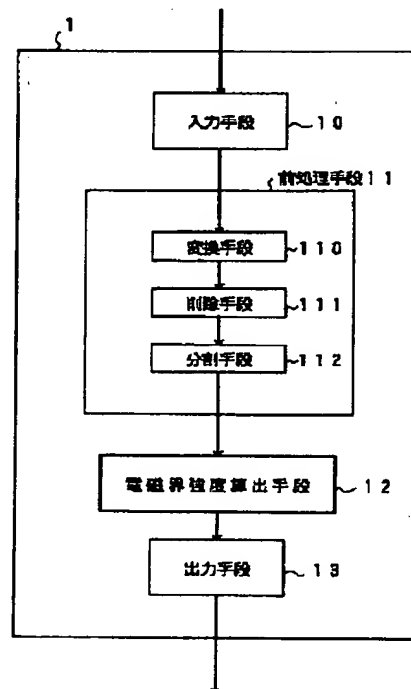 1
入力手段 10
前処理手段11
変換手段 110
削除手段 111
分割手段 112
電磁界強度算出手段 12
出力手段 13